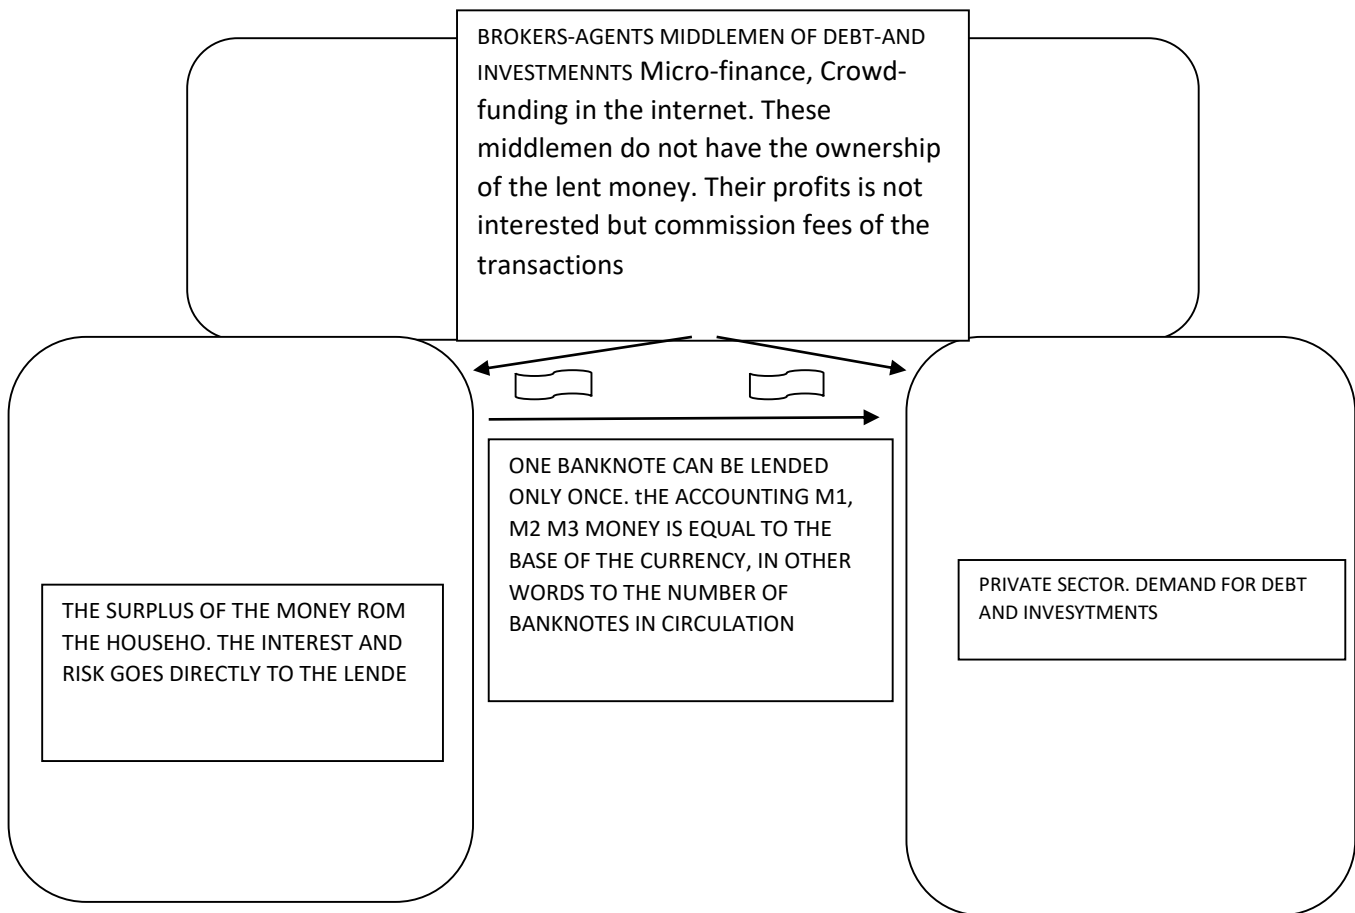 BROKERS-AGENTS MIDDLEMEN OF DEBT-AND
INVESTMENNTS Micro-finance, Crowd-
funding in the internet. These
middlemen do not have the ownership
of the lent money. Their profits is not
interested but commission fees of the
transactions
ONE BANKNOTE CAN BE LENDED
ONLY ONCE. tHE ACCOUNTING M1,
M2 M3 MONEY IS EQUAL TO THE
BASE OF THE CURRENCY, IN OTHER
WORDS TO THE NUMBER OF
BANKNOTES IN CIRCULATION
THE SURPLUS OF THE MONEY ROM
THE HOUSEHO. THE INTEREST AND
RISK GOES DIRECTLY TO THE LENDE
PRIVATE SECTOR. DEMAND FOR DEBT
AND INVESYTMENTS